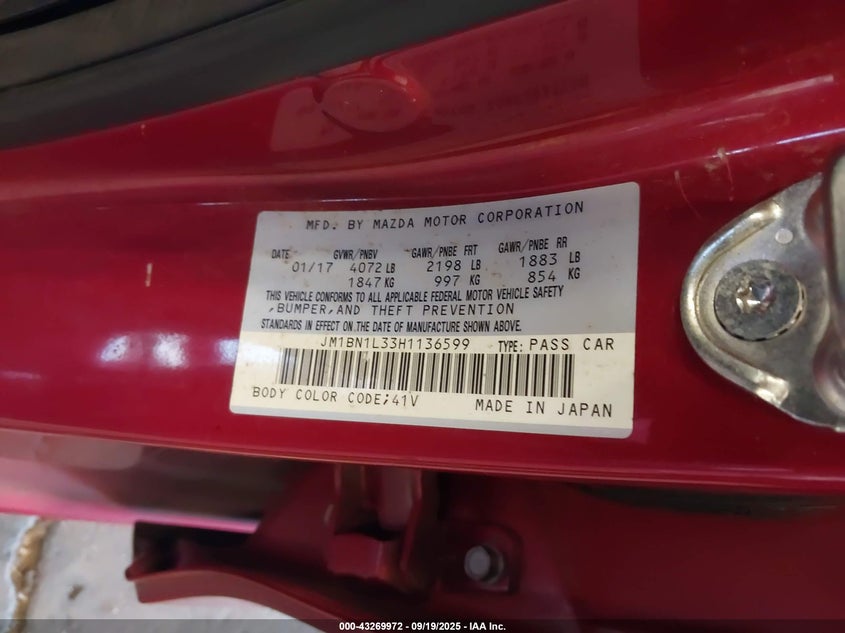 MFD. BY MAZDA MOTOR CORPORATION
DATE GVWR/PNBV GAWR/PNBE FRT GAWR/PNBE RR
01/17 4072 LB 2198 LB 1883 LB
1847 KG 997 KG 854 KG
THIS VEHICLE CONFORMS TO ALL APPLICABLE FEDERAL MOTOR VEHICLE SAFETY
,BUMPER,AND THEFT PREVENTION
STANDARDS IN EFFECT ON THE DATE OF MANUFACTURE SHOWN ABOVE.
JM1BN1L33H1136599 TYPE: PASS CAR
BODY COLOR CODE;41V MADE IN JAPAN
000-43269972 - 09/19/2025 - IAA Inc.